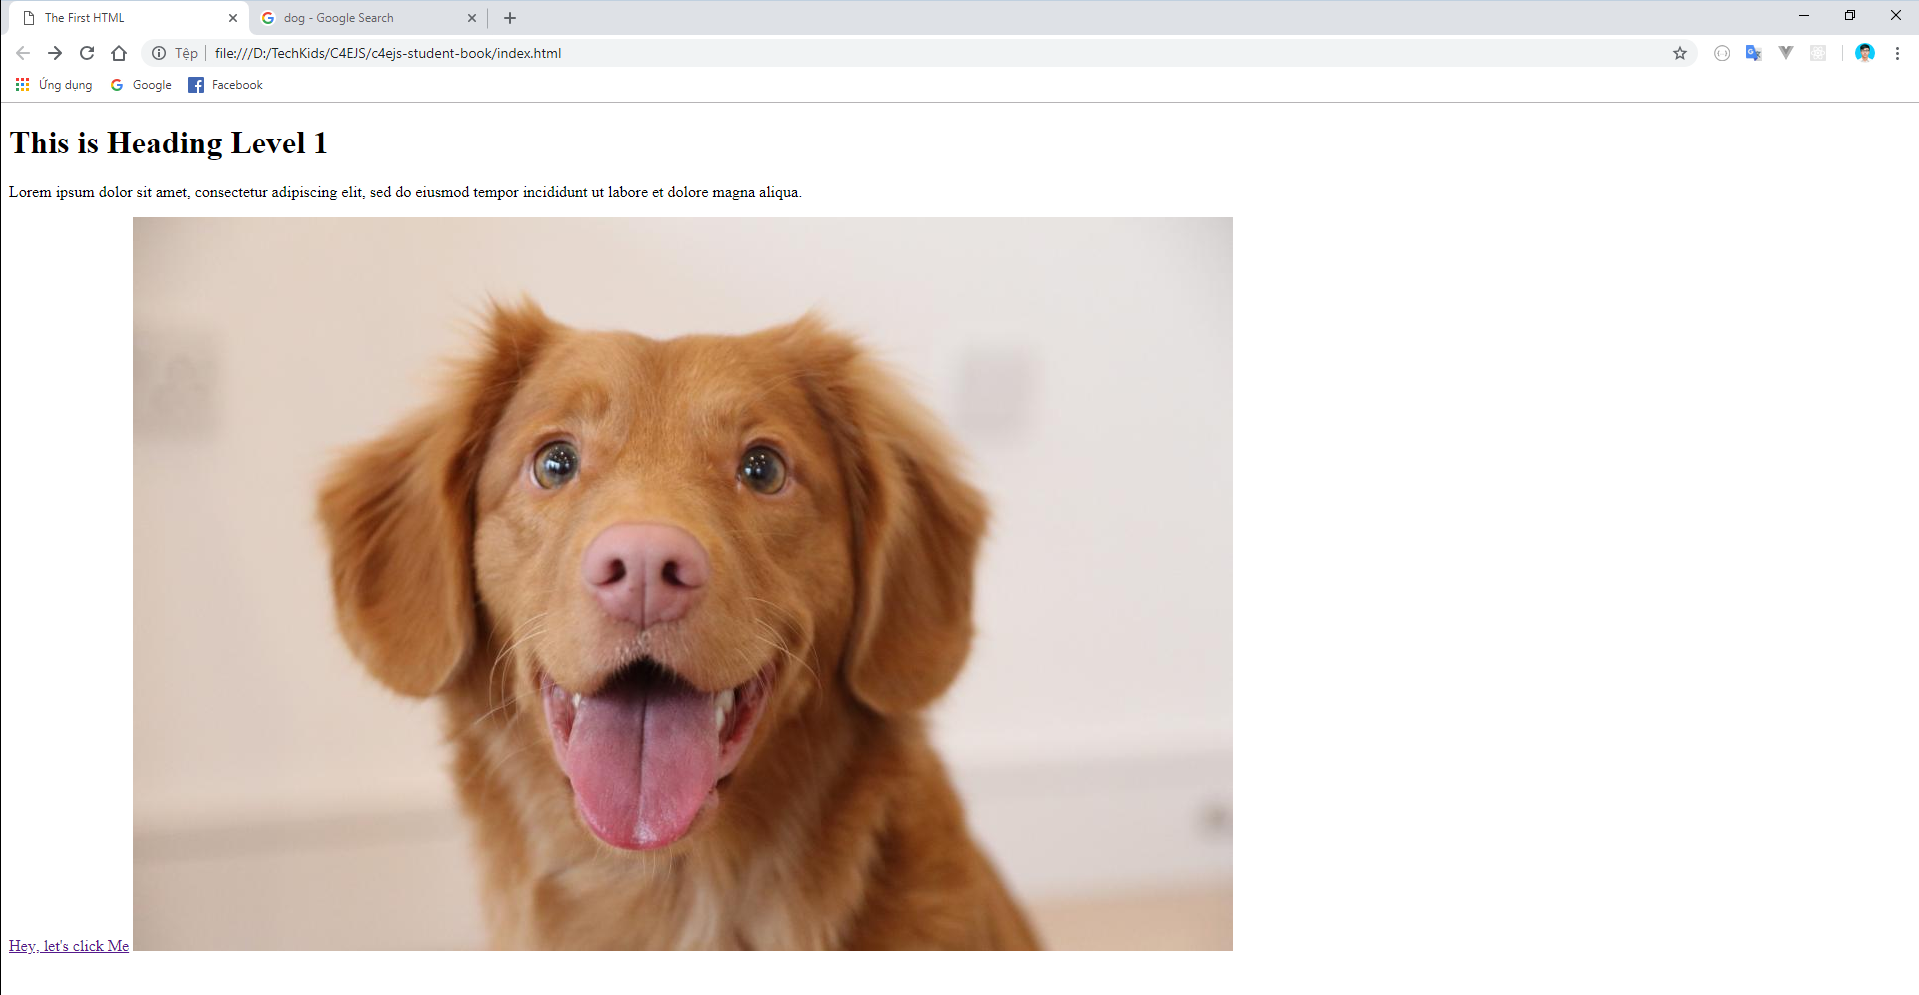 The First HTML
dog - Google Search
Tệp
file:///D:/TechKids/C4EJS/c4ejs-student-book/index.html
Ứng dụng
Google
Facebook
This is Heading Level 1
Lorem ipsum dolor sit amet, consectetur adipiscing elit, sed do eiusmod tempor incididunt ut labore et dolore magna aliqua.
Hey, let's click Me